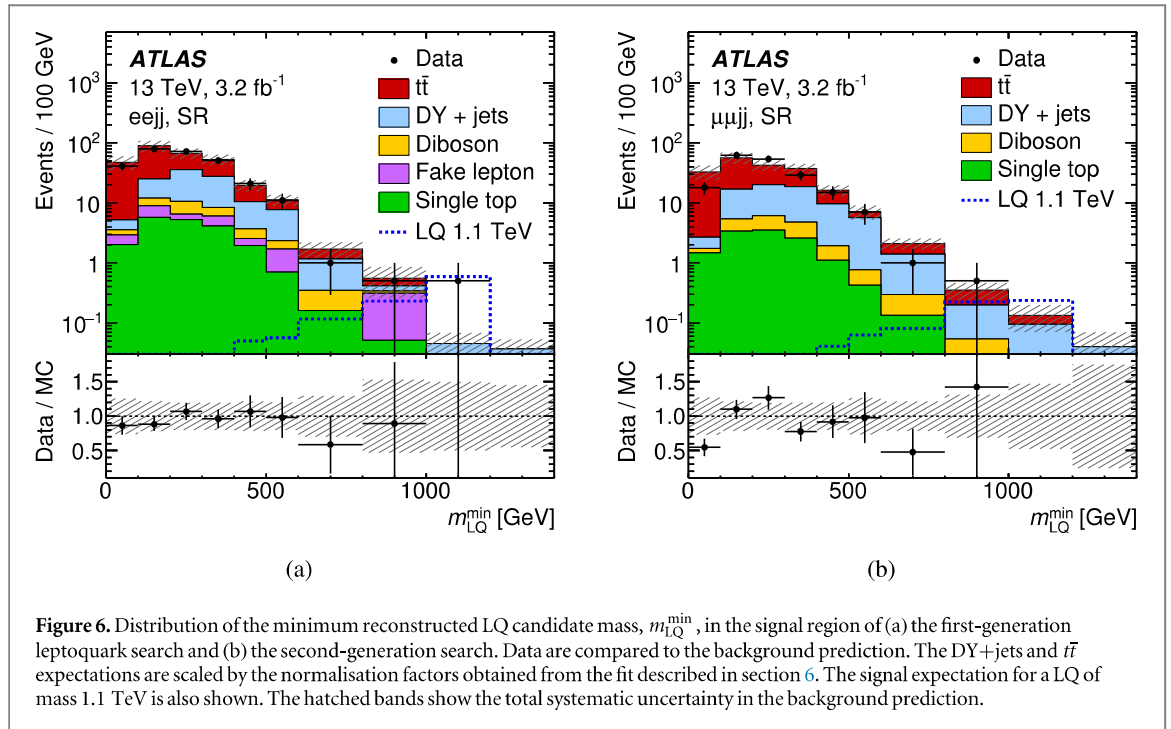 ATLAS
13 TeV, 3.2 fb⁻¹
eejj, SR
Data
tt̄
DY + jets
Diboson
Fake lepton
Single top
LQ 1.1 TeV
Events / 100 GeV
10³
10²
10
1
10⁻¹
Data / MC
1.5
1.0
0.5
0 500 1000
m_LQ^min [GeV]
(a)
ATLAS
13 TeV, 3.2 fb⁻¹
μμjj, SR
Data
tt̄
DY + jets
Diboson
Single top
LQ 1.1 TeV
Events / 100 GeV
10³
10²
10
1
10⁻¹
Data / MC
1.5
1.0
0.5
0 500 1000
m_LQ^min [GeV]
(b)
Figure 6. Distribution of the minimum reconstructed LQ candidate mass, m_LQ^min, in the signal region of (a) the first-generation
leptoquark search and (b) the second-generation search. Data are compared to the background prediction. The DY+jets and tt̄
expectations are scaled by the normalisation factors obtained from the fit described in section 6. The signal expectation for a LQ of
mass 1.1 TeV is also shown. The hatched bands show the total systematic uncertainty in the background prediction.